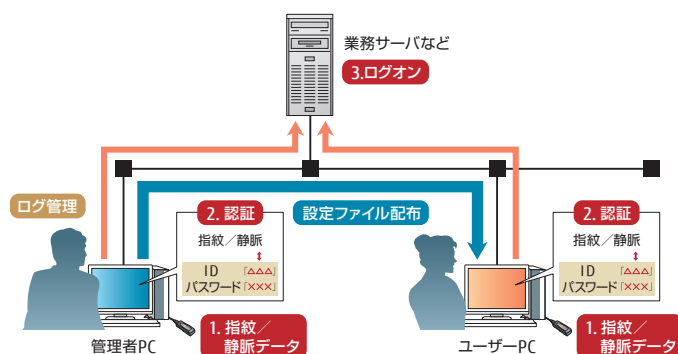 業務サーバなど
3.ログオン
ログ管理
2. 認証
指紋／静脈
ID 「△△△」
パスワード「×××」
設定ファイル配布
2. 認証
指紋／静脈
ID 「△△△」
パスワード「×××」
1. 指紋／
静脈データ
管理者PC
1. 指紋／
静脈データ
ユーザーPC